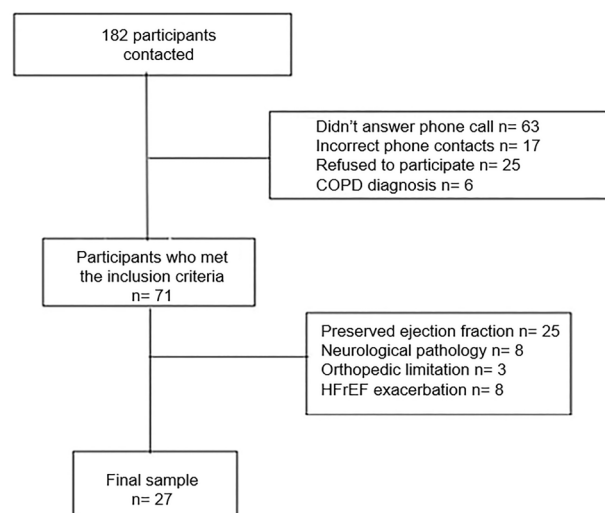 182 participants
contacted
Didn't answer phone call n= 63
Incorrect phone contacts n= 17
Refused to participate n= 25
COPD diagnosis n= 6
Participants who met
the inclusion criteria
n= 71
Preserved ejection fraction n= 25
Neurological pathology n= 8
Orthopedic limitation n= 3
HFrEF exacerbation n= 8
Final sample
n= 27